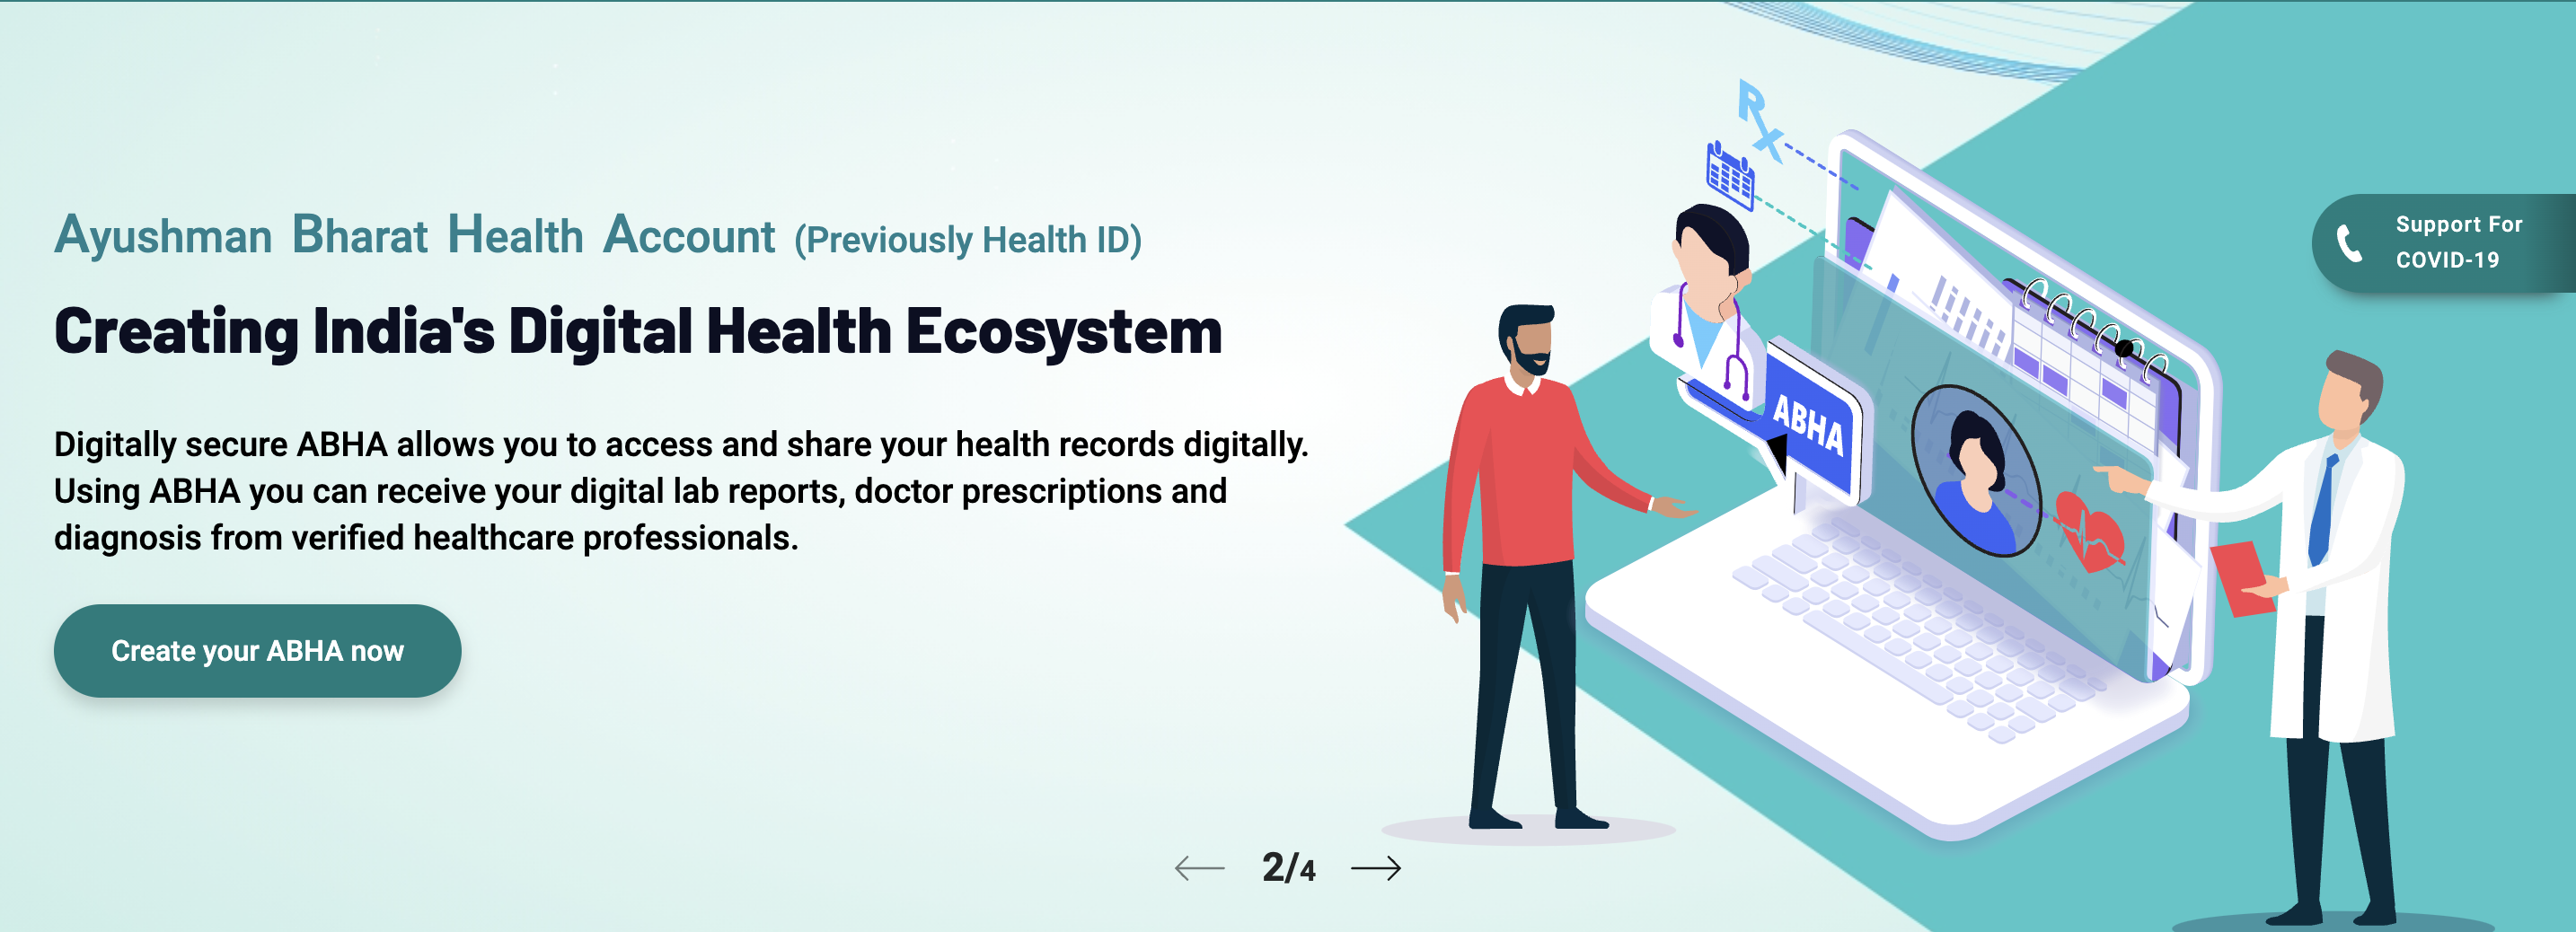 Ayushman Bharat Health Account (Previously Health ID)
Creating India's Digital Health Ecosystem
Digitally secure ABHA allows you to access and share your health records digitally.
Using ABHA you can receive your digital lab reports, doctor prescriptions and
diagnosis from verified healthcare professionals.
Create your ABHA now
2/4
Rx
ABHA
Support For
COVID-19